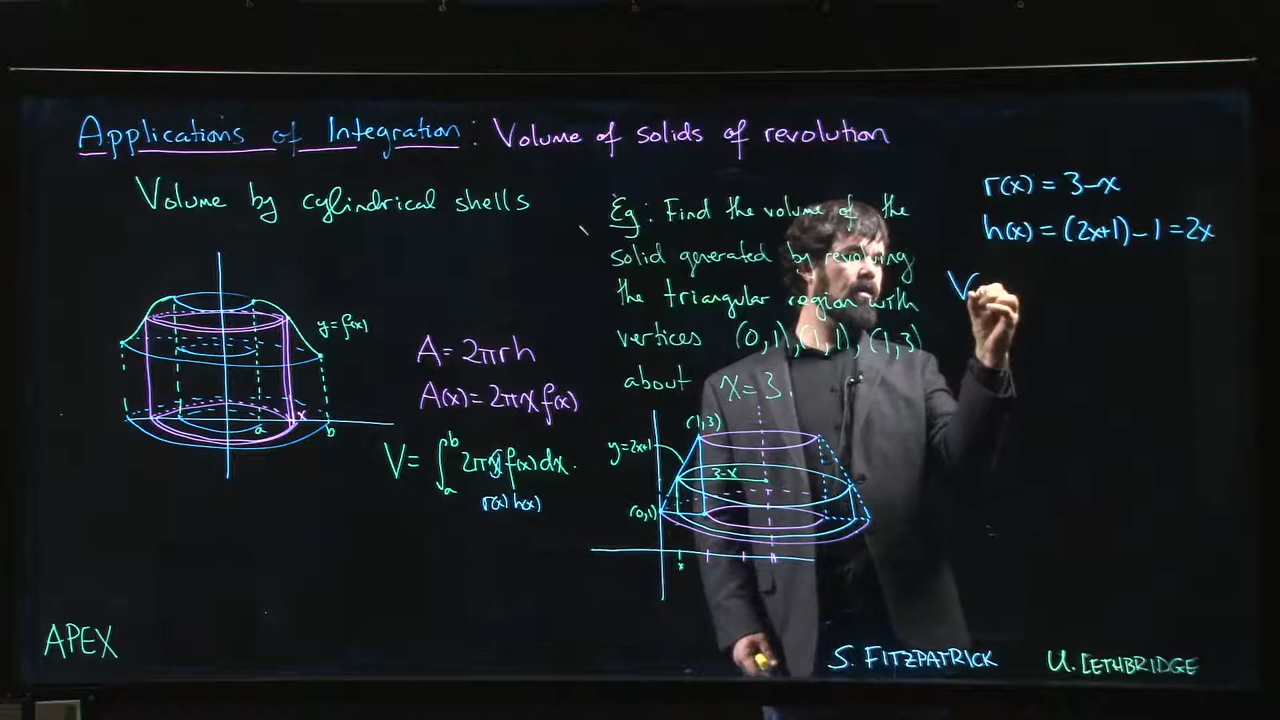 Applications of Integration: Volume of solids of revolution
Volume by cylindrical shells
y=f(x)
a
x
b
A=2πrh
A(x)=2πx f(x)
V= ∫_a^b 2πx f(x)dx.
r(x) h(x)
Eg: Find the volume of the
solid generated by revolving
the triangular region with
vertices (0,1),(1,1),(1,3)
about x=3.
(1,3)
y=2x+1
3-x
(0,1)
x
r(x) = 3-x
h(x) = (2x+1)-1=2x
V
APEX
S. FITZPATRICK
U. LETHBRIDGE